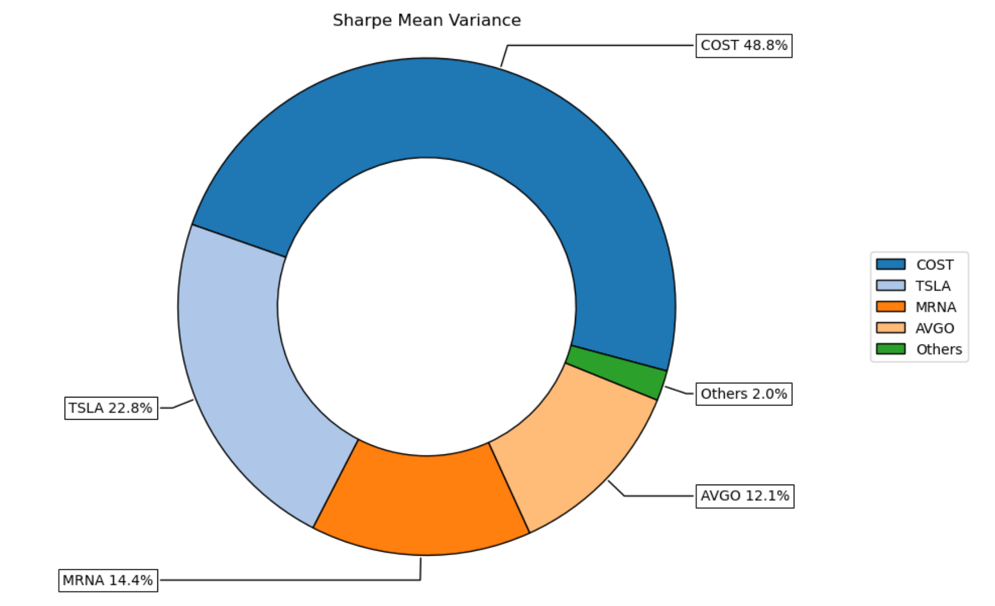 Sharpe Mean Variance
COST 48.8%
TSLA 22.8%
MRNA 14.4%
AVGO 12.1%
Others 2.0%
COST
TSLA
MRNA
AVGO
Others